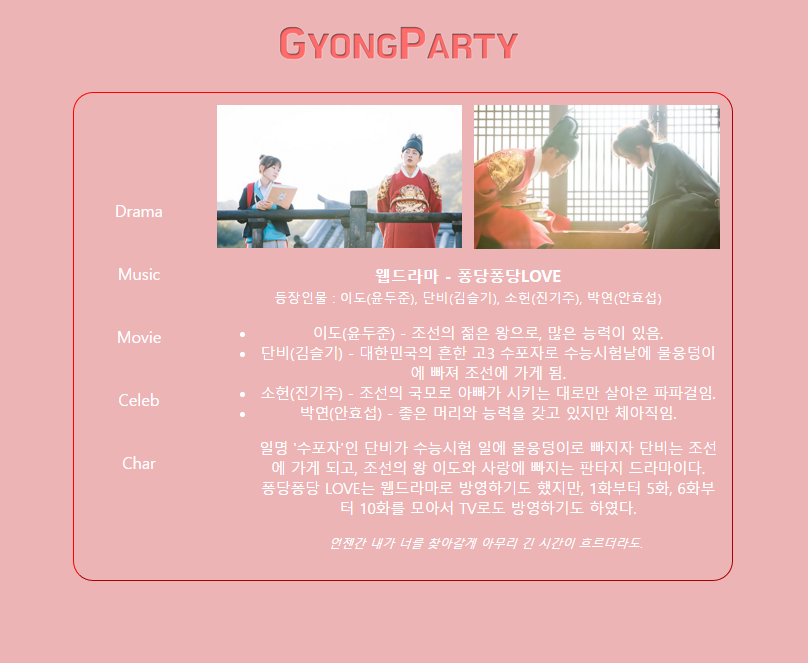 GYONGPARTY
Drama
Music
Movie
Celeb
Char
웹드라마 - 퐁당퐁당LOVE
등장인물 : 이도(윤두준), 단비(김슬기), 소헌(진기주), 박연(안효섭)
• 이도(윤두준) - 조선의 젊은 왕으로, 많은 능력이 있음.
• 단비(김슬기) - 대한민국의 흔한 고3 수포자로 수능시험날에 물웅덩이
에 빠져 조선에 가게 됨.
• 소헌(진기주) - 조선의 국모로 아빠가 시키는 대로만 살아온 파파걸임.
• 박연(안효섭) - 좋은 머리와 능력을 갖고 있지만 체아직임.
일명 '수포자'인 단비가 수능시험 일에 물웅덩이로 빠지자 단비는 조선
에 가게 되고, 조선의 왕 이도와 사랑에 빠지는 판타지 드라마이다.
퐁당퐁당 LOVE는 웹드라마로 방영하기도 했지만, 1화부터 5화, 6화부
터 10화를 모아서 TV로도 방영하기도 하였다.
언젠간 내가 너를 찾아갈게 아무리 긴 시간이 흐르더라도.